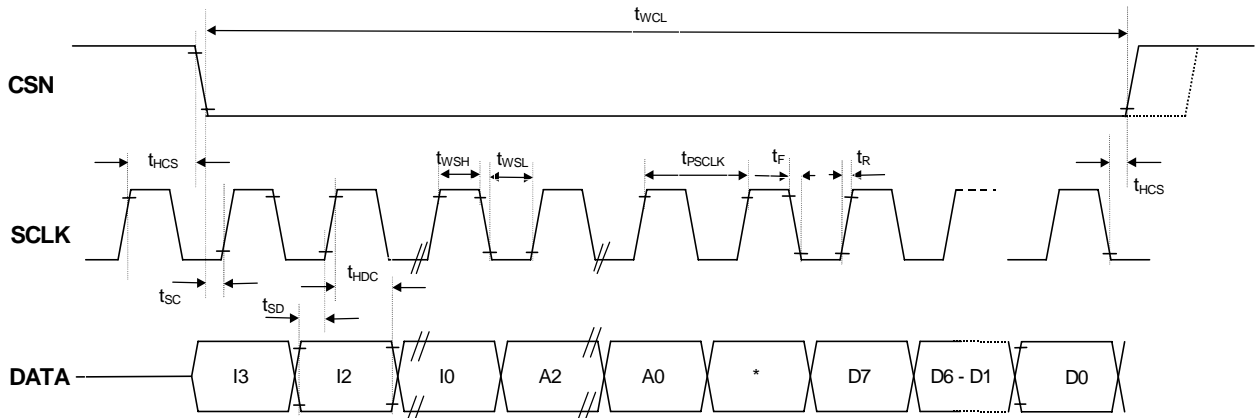 tWCL
CSN
tHCS
tWSH
tWSL
tPSCLK
tF
tR
tHCS
SCLK
tHDC
tSC
tSD
DATA
I3
I2
I0
A2
A0
*
D7
D6 - D1
D0